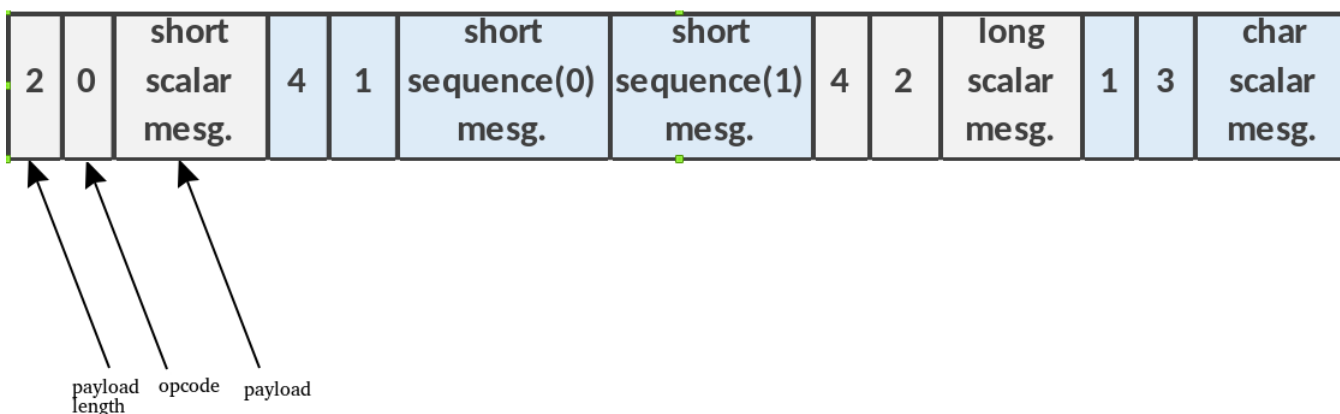 2
0
short
scalar
mesg.
4
1
short
sequence(0)
mesg.
short
sequence(1)
mesg.
4
2
long
scalar
mesg.
1
3
char
scalar
mesg.
payload
length
opcode
payload